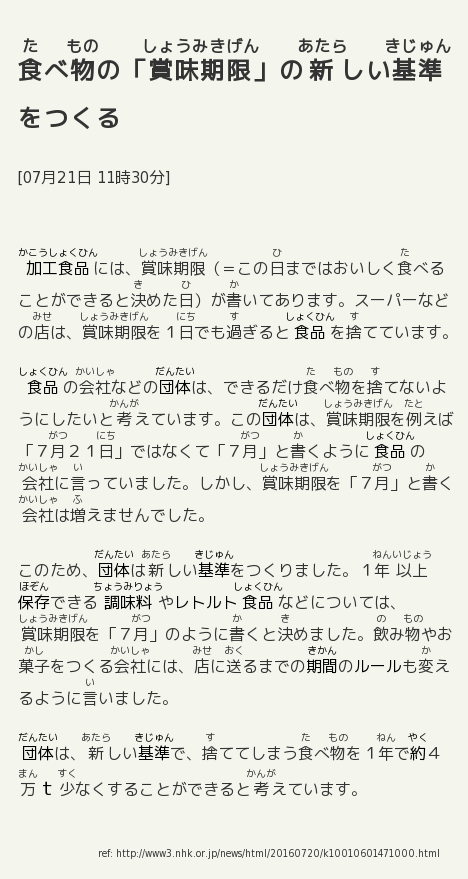 食べ物の「賞味期限」の新しい基準
をつくる
[07月21日 11時30分]
加工食品には、賞味期限（＝この日まではおいしく食べる
ことができると決めた日）が書いてあります。スーパーなど
の店は、賞味期限を１日でも過ぎると食品を捨てています。
食品の会社などの団体は、できるだけ食べ物を捨てないよ
うにしたいと考えています。この団体は、賞味期限を例えば
「７月２１日」ではなくて「７月」と書くように食品の
会社に言っていました。しかし、賞味期限を「７月」と書く
会社は増えませんでした。
このため、団体は新しい基準をつくりました。１年以上
保存できる調味料やレトルト食品などについては、
賞味期限を「７月」のように書くと決めました。飲み物やお
菓子をつくる会社には、店に送るまでの期間のルールも変え
るように言いました。
団体は、新しい基準で、捨ててしまう食べ物を１年で約４
万t少なくすることができると考えています。
ref: http://www3.nhk.or.jp/news/html/20160720/k10010601471000.html